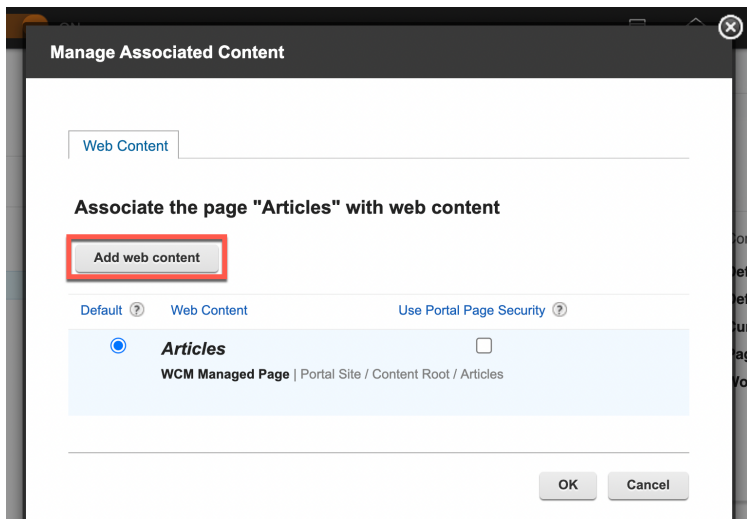 ON
Manage Associated Content
Web Content
Associate the page "Articles" with web content
Add web content
Default ? Web Content Use Portal Page Security ?
Articles
WCM Managed Page | Portal Site / Content Root / Articles
OK Cancel